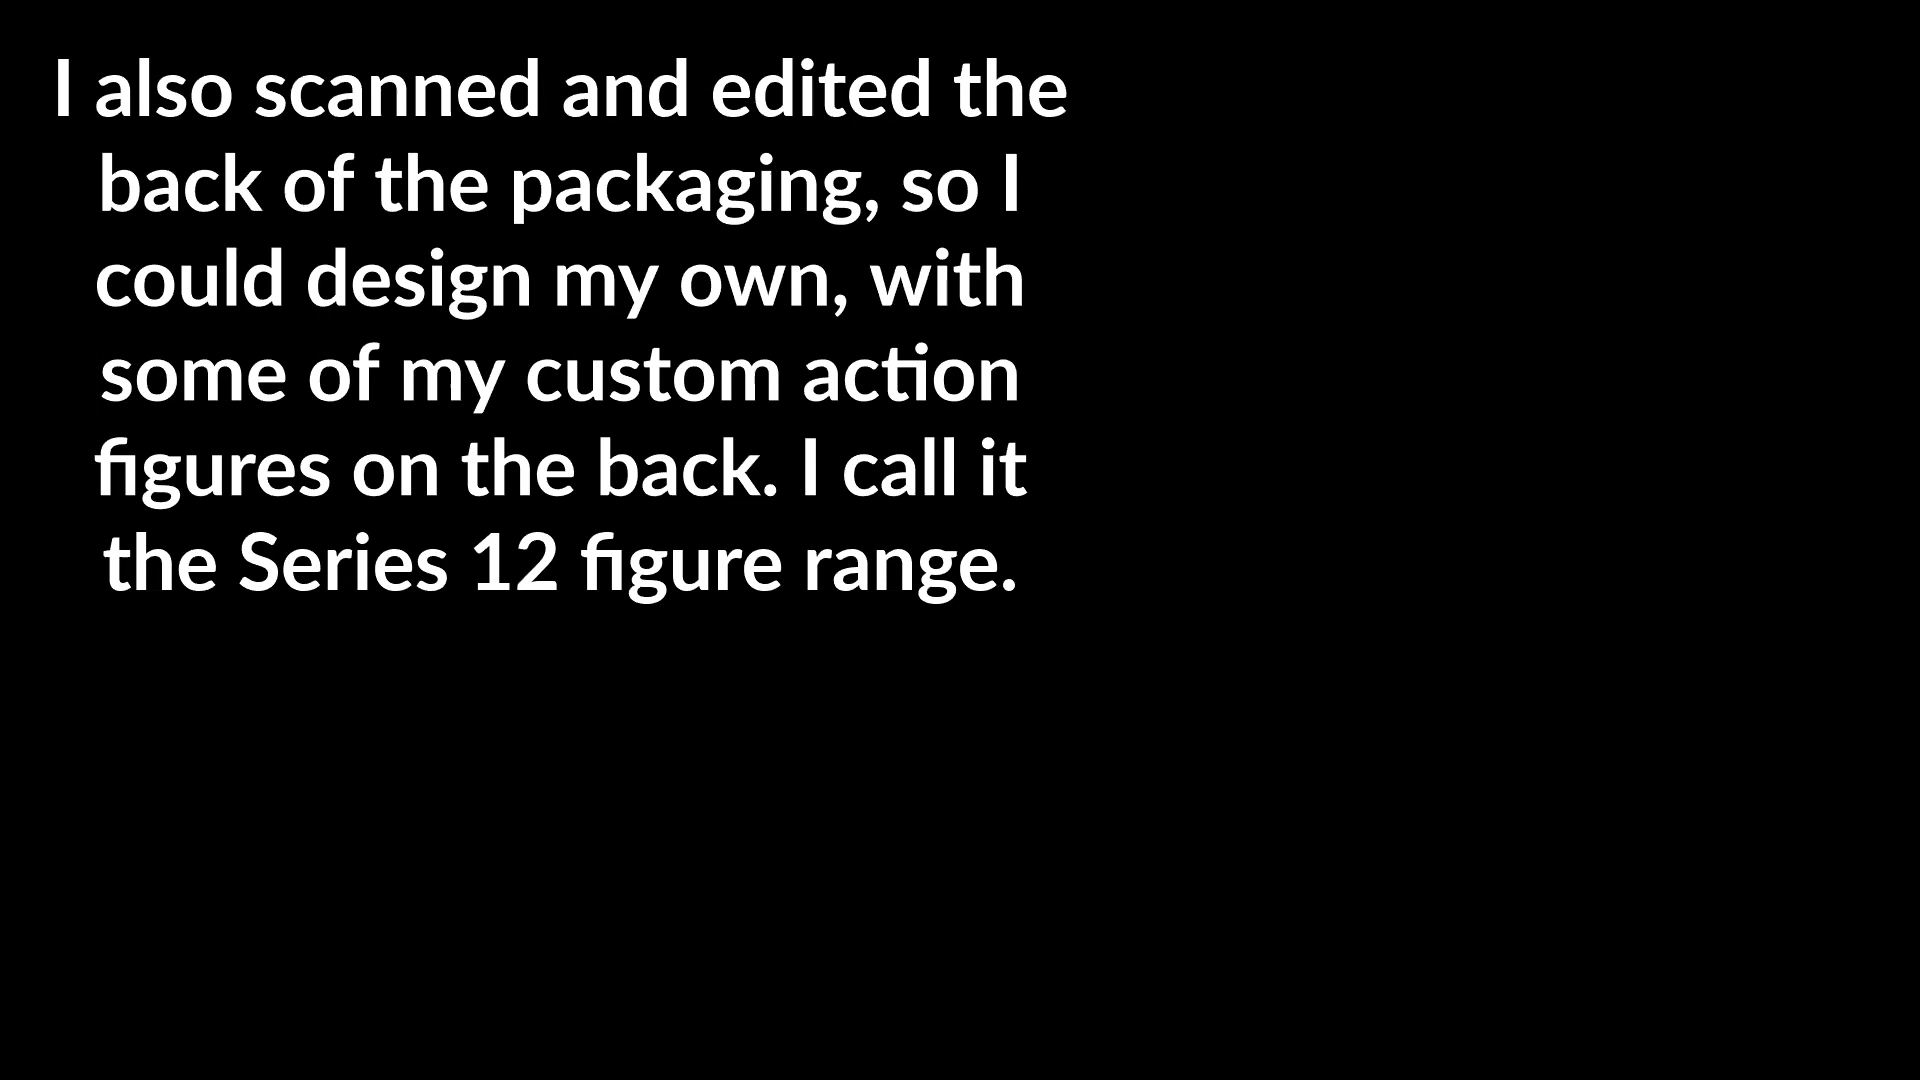 I also scanned and edited the
back of the packaging, so I
could design my own, with
some of my custom action
figures on the back. I call it
the Series 12 figure range.